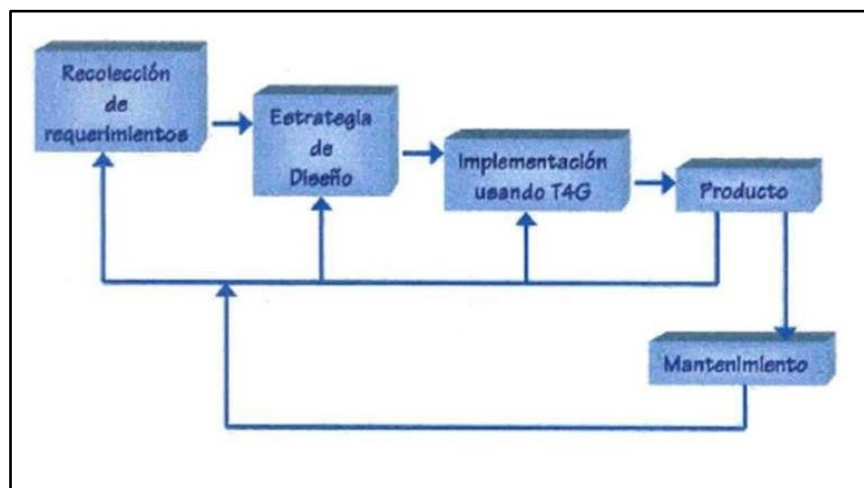 Recolección
de
requerimientos
Estrategia
de
Diseño
Implementación
usando T4G
Producto
Mantenimiento